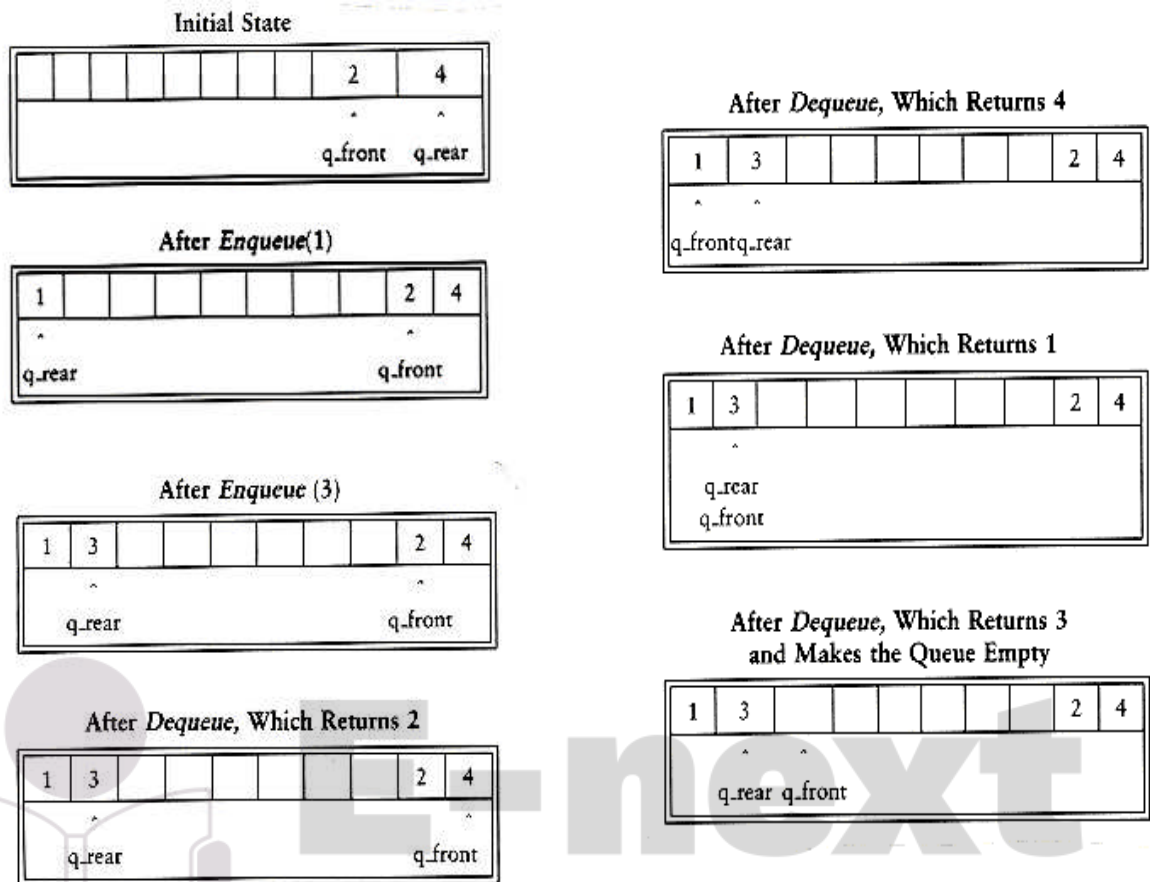 Initial State
2 4
^ ^
q_front q_rear
After Enqueue(1)
1 2 4
^ ^
q_rear q_front
After Enqueue (3)
1 3 2 4
^ ^
q_rear q_front
After Dequeue, Which Returns 2
1 3 2 4
^ ^
q_rear q_front
After Dequeue, Which Returns 4
1 3 2 4
^ ^
q_frontq_rear
After Dequeue, Which Returns 1
1 3 2 4
^
q_rear
q_front
After Dequeue, Which Returns 3
and Makes the Queue Empty
1 3 2 4
^ ^
q_rear q_front
E-next